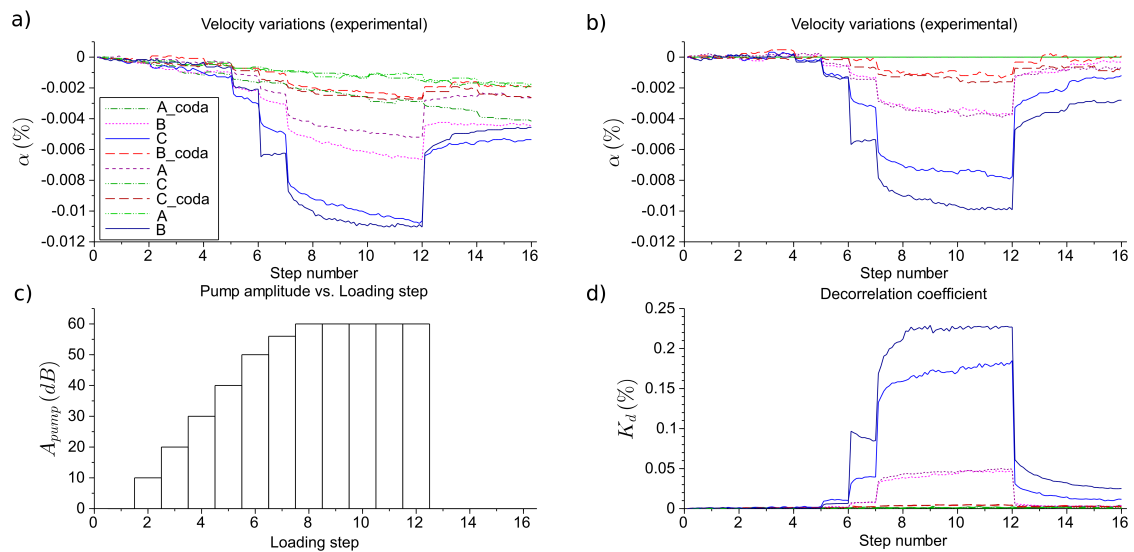 a)
Velocity variations (experimental)
0
-0.002
-0.004
-0.006
-0.008
-0.01
-0.012
α (%)
A_coda
B
C
B_coda
A
C
C_coda
A
B
0 2 4 6 8 10 12 14 16
Step number
b)
Velocity variations (experimental)
0
-0.002
-0.004
-0.006
-0.008
-0.01
-0.012
α (%)
0 2 4 6 8 10 12 14 16
Step number
c)
Pump amplitude vs. Loading step
60
50
40
30
20
10
0
A_pump (dB)
0 2 4 6 8 10 12 14 16
Loading step
d)
Decorrelation coefficient
0.25
0.2
0.15
0.1
0.05
0
K_d (%)
0 2 4 6 8 10 12 14 16
Step number